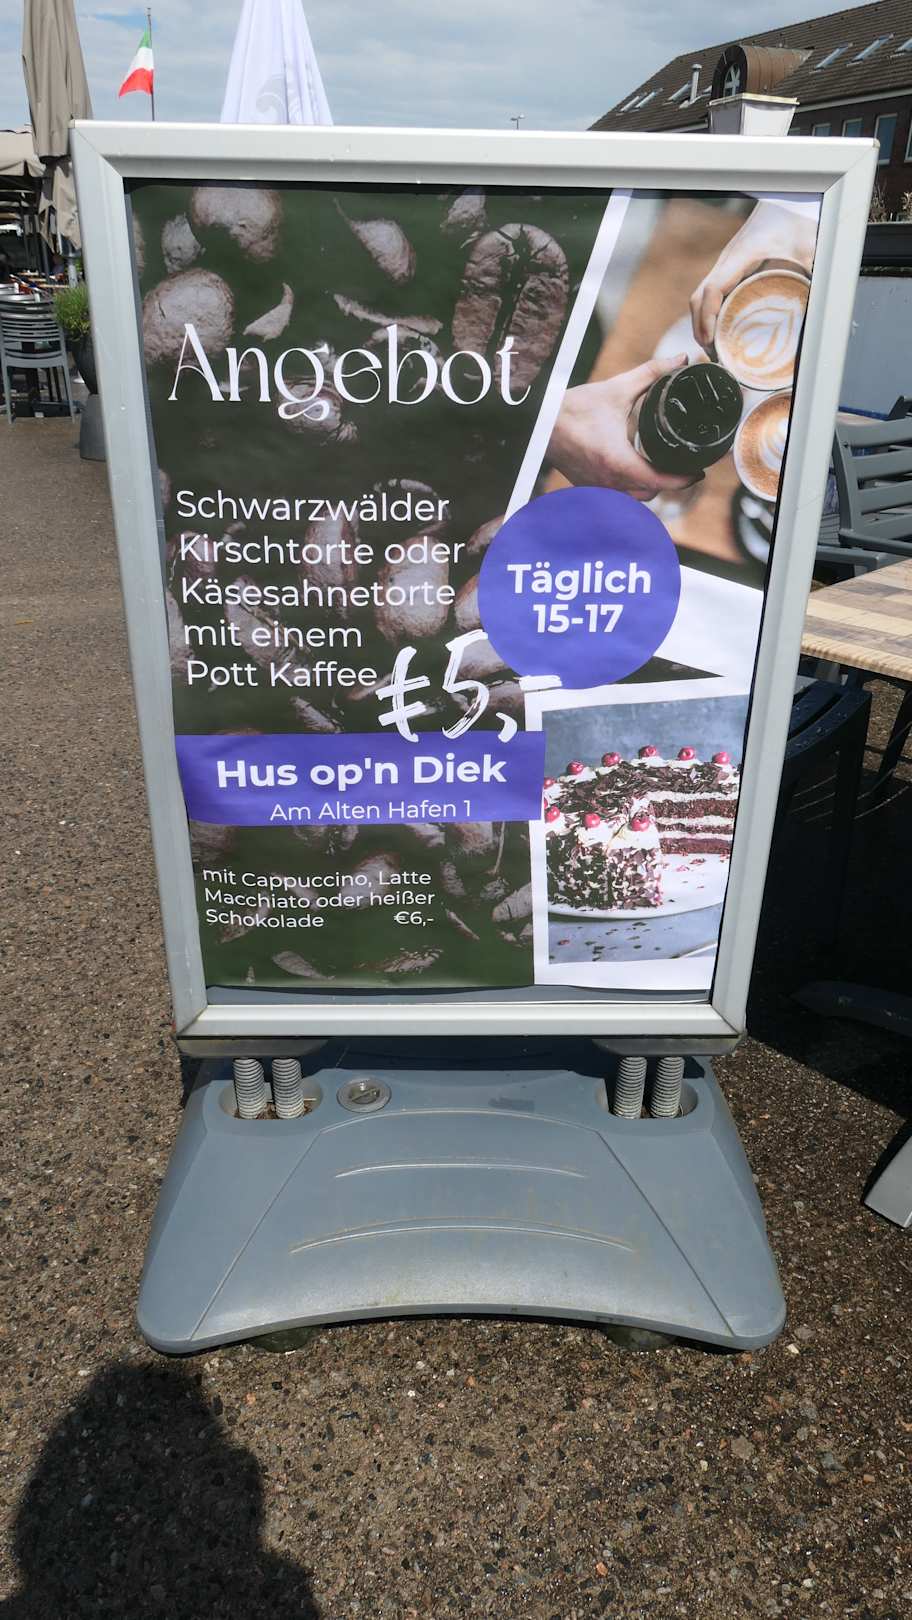 Angebot
Schwarzwälder
Kirschtorte oder
Käsesahnetorte
mit einem
Pott Kaffee
€5,-
Täglich
15-17
Hus op'n Diek
Am Alten Hafen 1
mit Cappuccino, Latte
Macchiato oder heißer
Schokolade €6,-